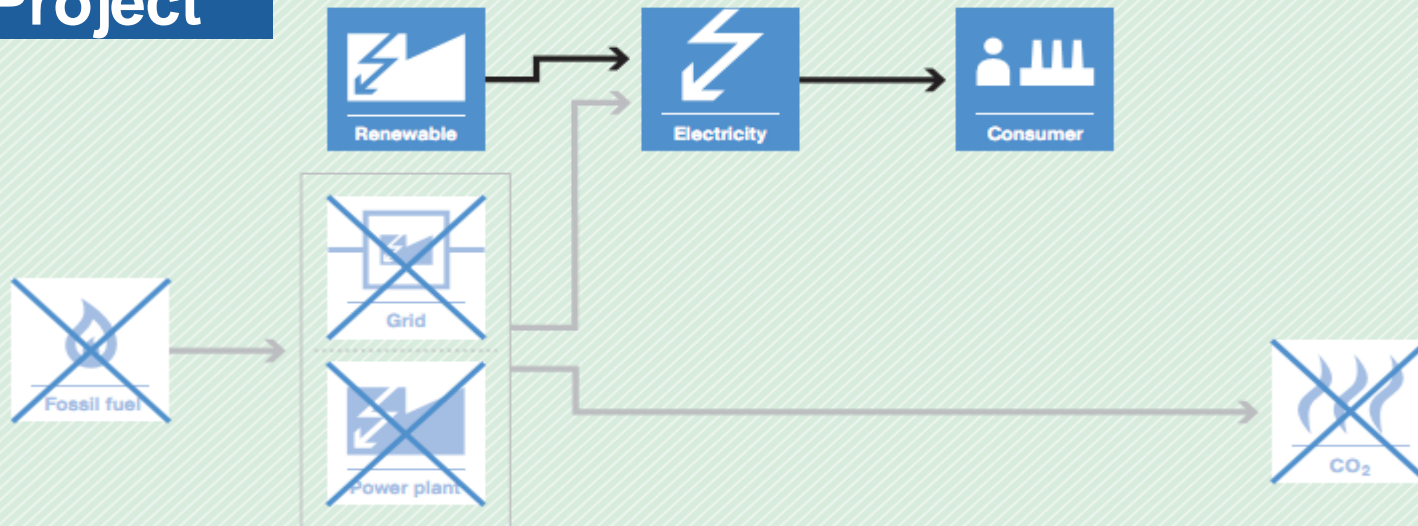 Project
Renewable
Electricity
Consumer
Grid
Fossil fuel
Power plant
CO₂